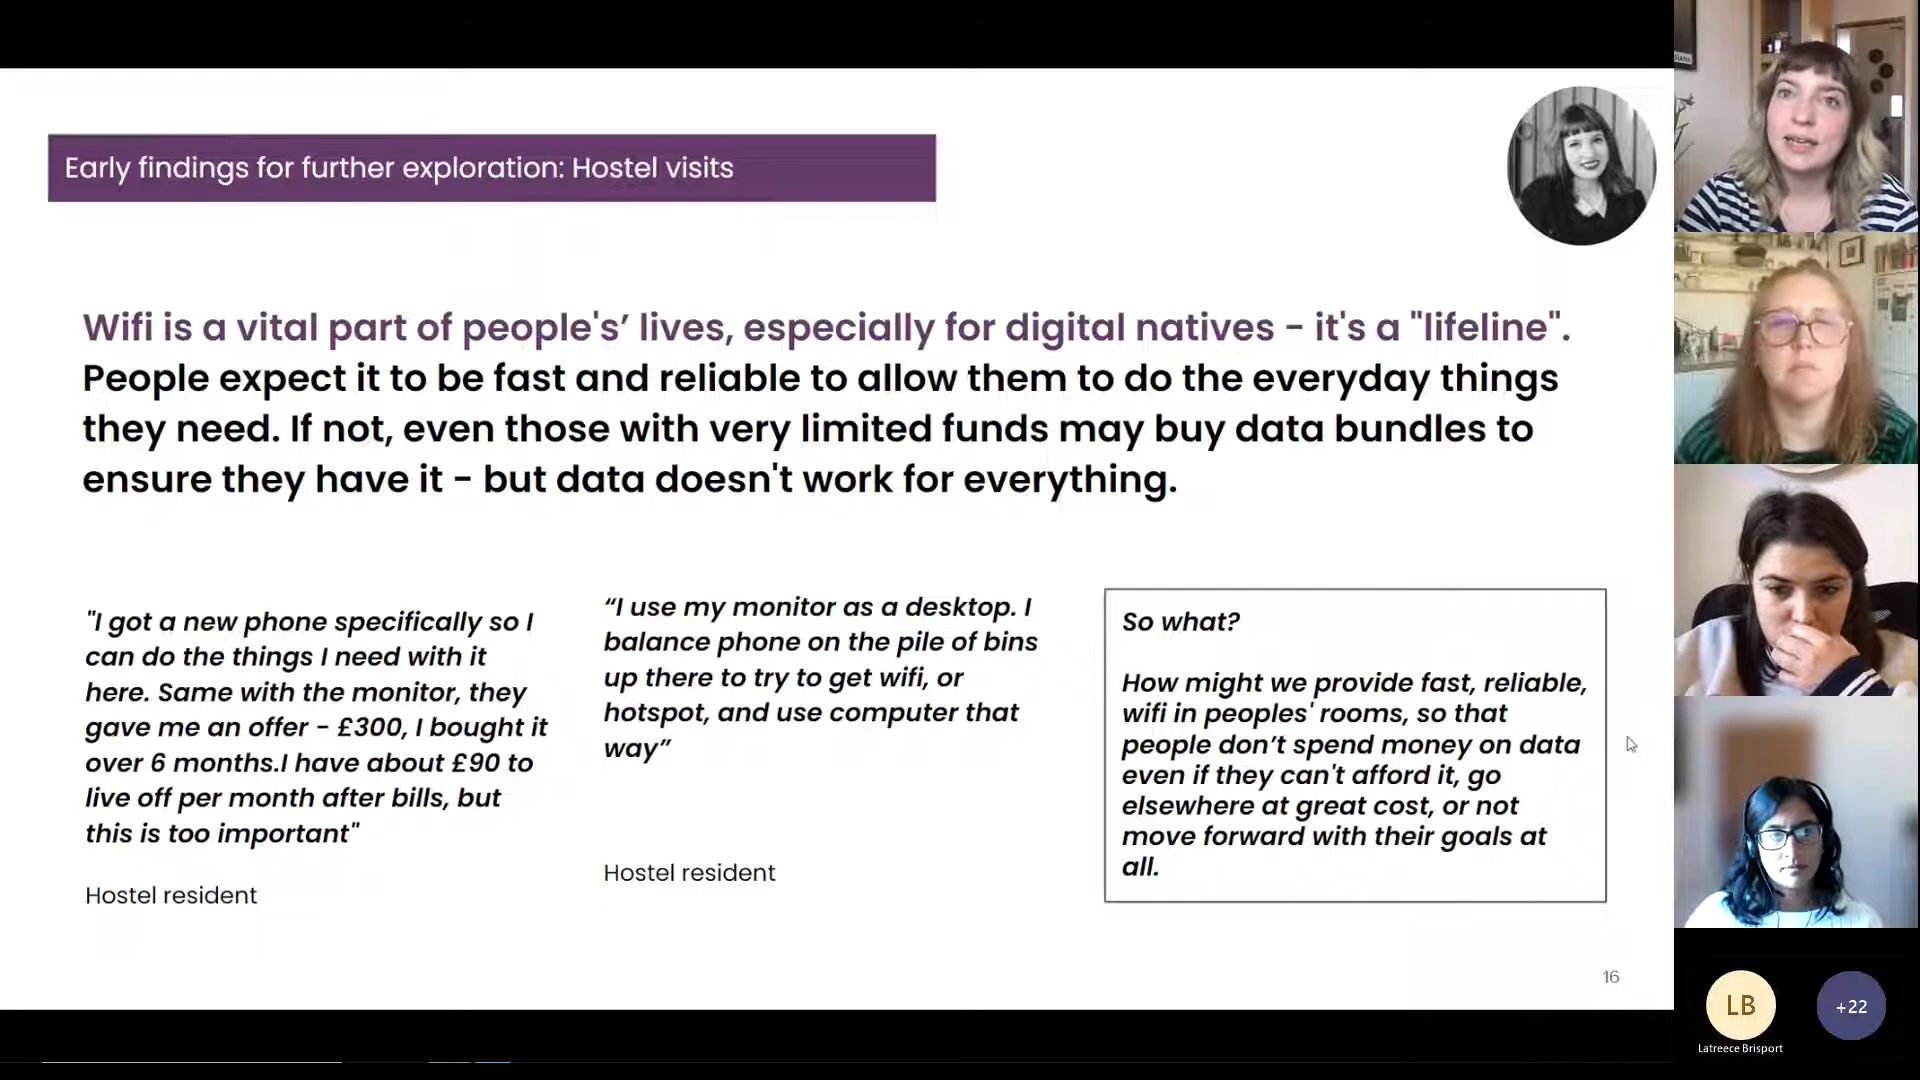 Early findings for further exploration: Hostel visits
Wifi is a vital part of people's’ lives, especially for digital natives - it's a "lifeline".
People expect it to be fast and reliable to allow them to do the everyday things
they need. If not, even those with very limited funds may buy data bundles to
ensure they have it - but data doesn't work for everything.
"I got a new phone specifically so I
can do the things I need with it
here. Same with the monitor, they
gave me an offer - £300, I bought it
over 6 months.I have about £90 to
live off per month after bills, but
this is too important"
Hostel resident
“I use my monitor as a desktop. I
balance phone on the pile of bins
up there to try to get wifi, or
hotspot, and use computer that
way”
Hostel resident
So what?
How might we provide fast, reliable,
wifi in peoples' rooms, so that
people don’t spend money on data
even if they can't afford it, go
elsewhere at great cost, or not
move forward with their goals at
all.
16
LB
+22
Latreece Brisport